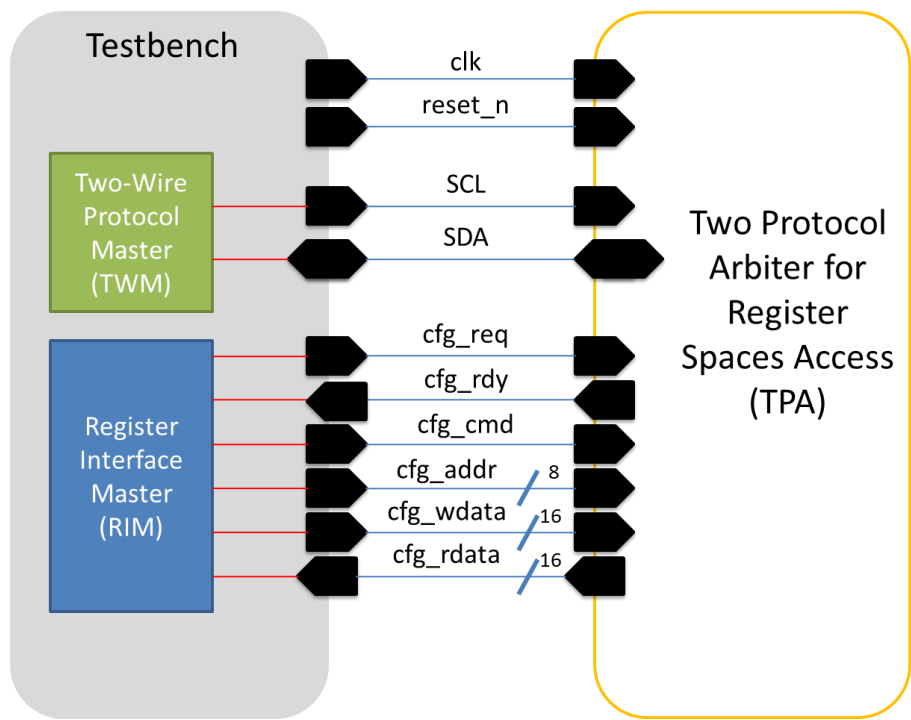 Testbench
clk
reset_n
Two-Wire
Protocol
Master
(TWM)
SCL
SDA
Two Protocol
Arbiter for
Register
Spaces Access
(TPA)
Register
Interface
Master
(RIM)
cfg_req
cfg_rdy
cfg_cmd
cfg_addr 8
cfg_wdata 16
cfg_rdata 16